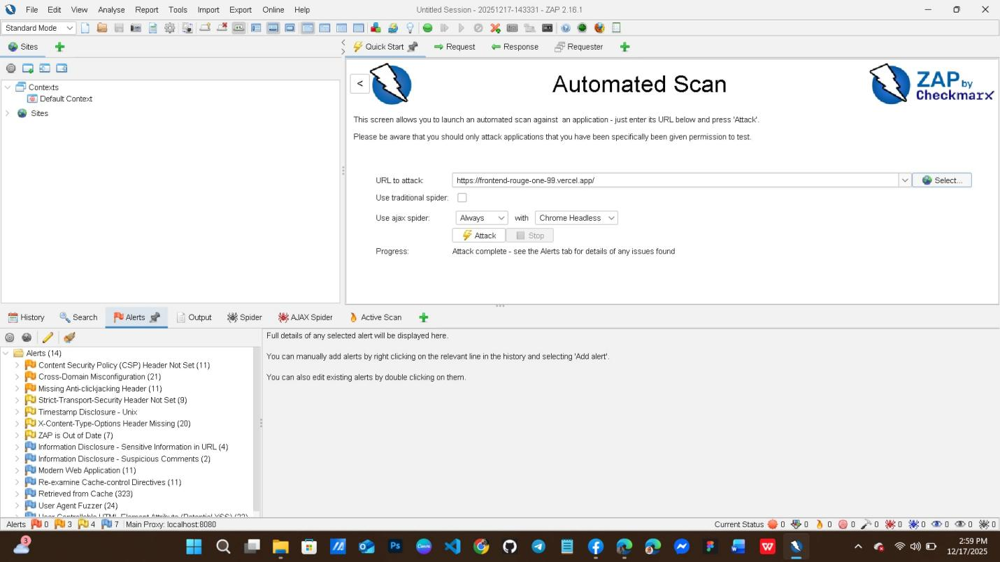 File Edit View Analyse Report Tools Import Export Online Help
Untitled Session - 20251217-143331 - ZAP 2.16.1
Standard Mode
Sites
Quick Start
Request
Response
Requester
Contexts
Default Context
Sites
<
Automated Scan
ZAP by
Checkmarx
This screen allows you to launch an automated scan against an application - just enter its URL below and press 'Attack'.
Please be aware that you should only attack applications that you have been specifically been given permission to test.
URL to attack: https://frontend-rouge-one-99.vercel.app/ Select...
Use traditional spider:
Use ajax spider: Always with Chrome Headless
Attack Stop
Progress: Attack complete - see the Alerts tab for details of any issues found
History Search Alerts Output Spider AJAX Spider Active Scan
Alerts (14)
Content Security Policy (CSP) Header Not Set (11)
Cross-Domain Misconfiguration (21)
Missing Anti-clickjacking Header (11)
Strict-Transport-Security Header Not Set (9)
Timestamp Disclosure - Unix
X-Content-Type-Options Header Missing (20)
ZAP is Out of Date (7)
Information Disclosure - Sensitive Information in URL (4)
Information Disclosure - Suspicious Comments (2)
Modern Web Application (11)
Re-examine Cache-control Directives (11)
Retrieved from Cache (323)
User Agent Fuzzer (24)
Full details of any selected alert will be displayed here.
You can manually add alerts by right clicking on the relevant line in the history and selecting 'Add alert'.
You can also edit existing alerts by double clicking on them.
Alerts 0 3 4 7 Main Proxy: localhost:8080
Current Status 0 0 0 0 0 0 0 0 0 0
3
Ps
Canva
W
2:59 PM
12/17/2025